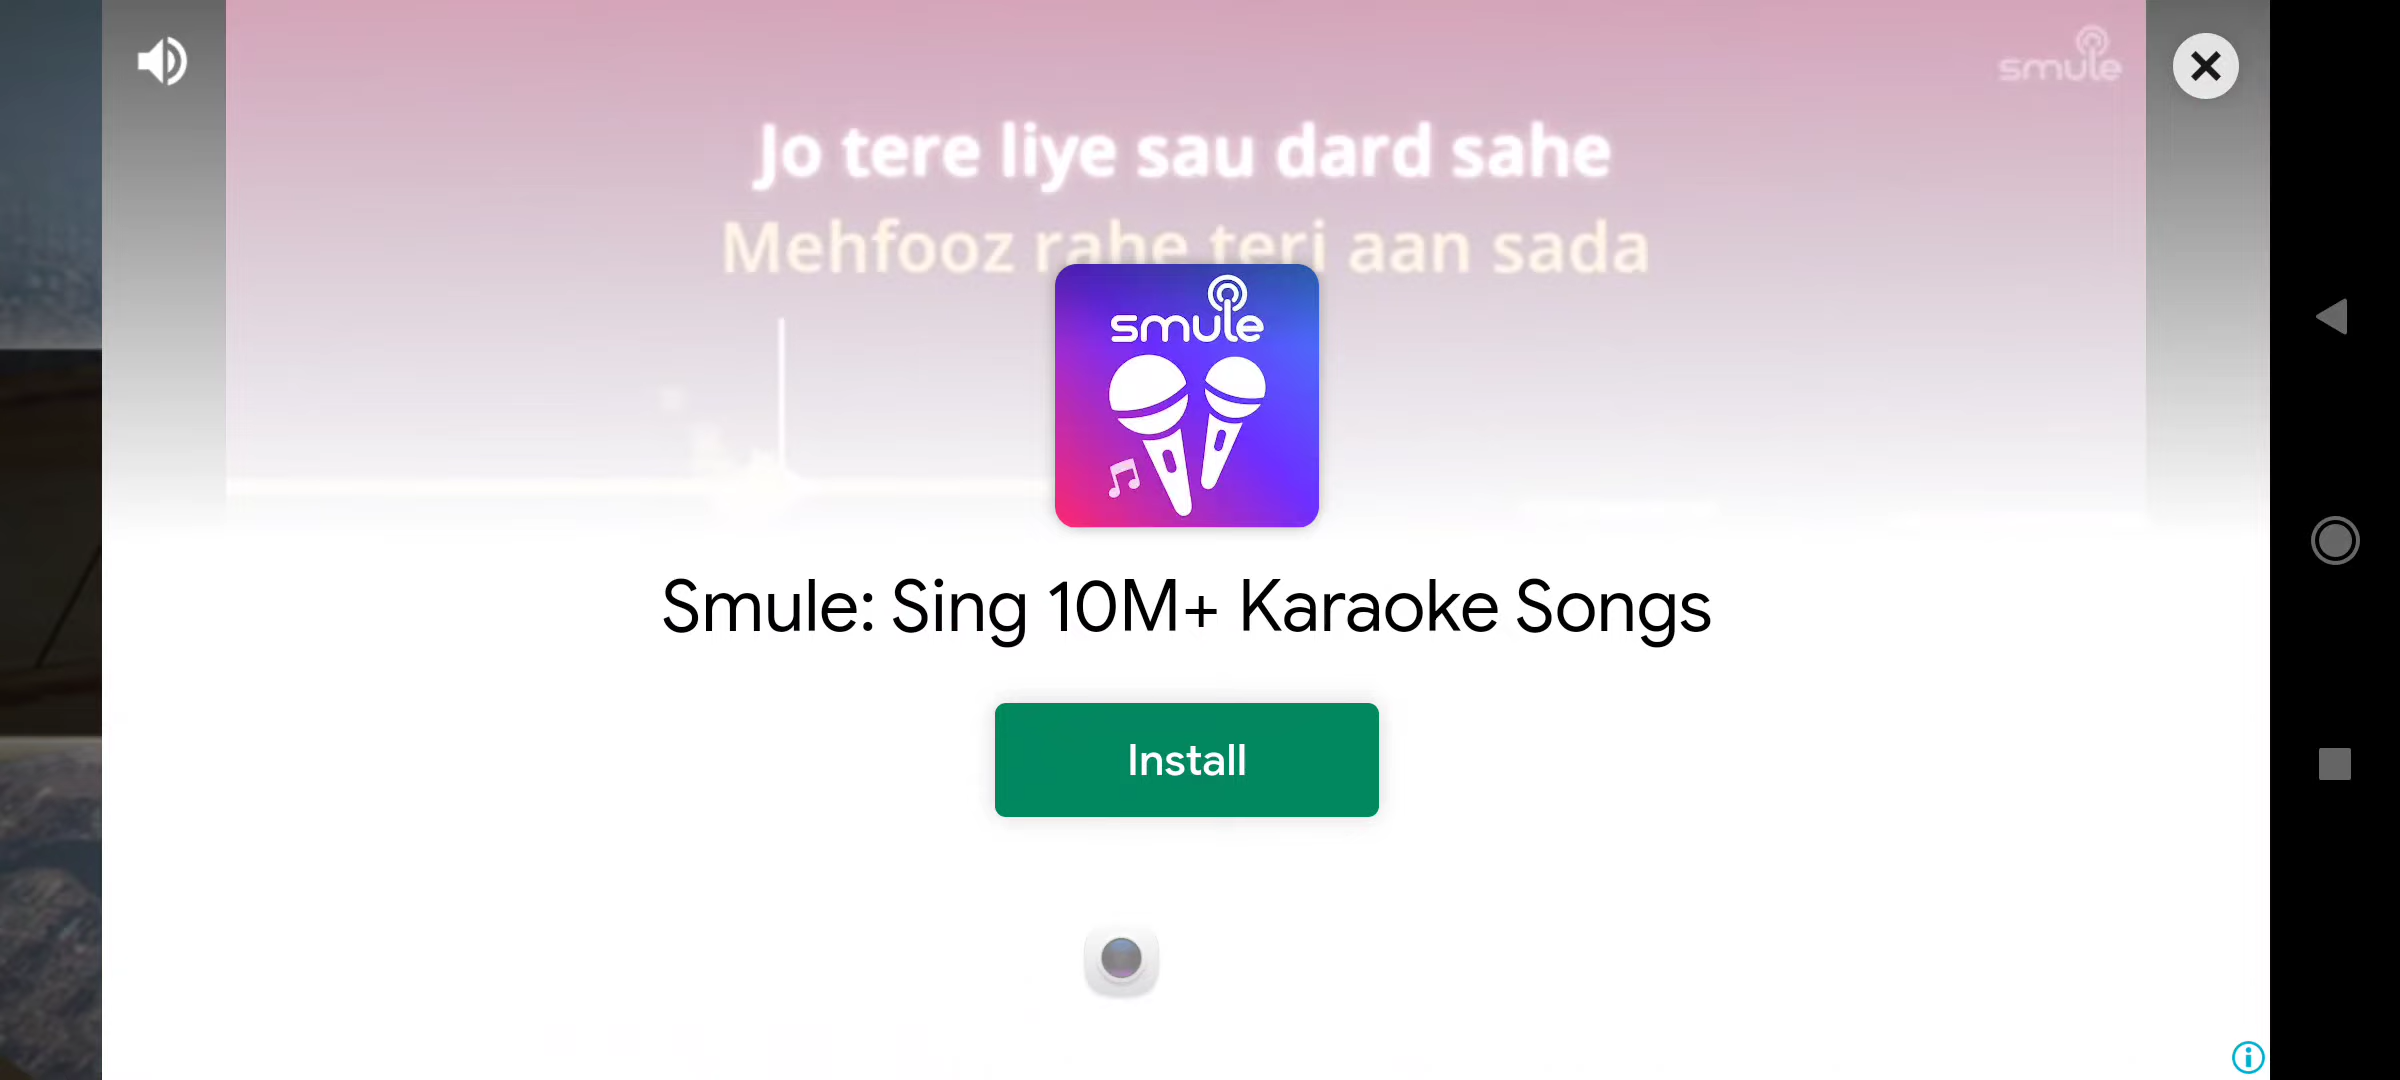 smule
Jo tere liye sau dard sahe
Mehfooz rahe teri aan sada
smule
Smule: Sing 10M+ Karaoke Songs
Install